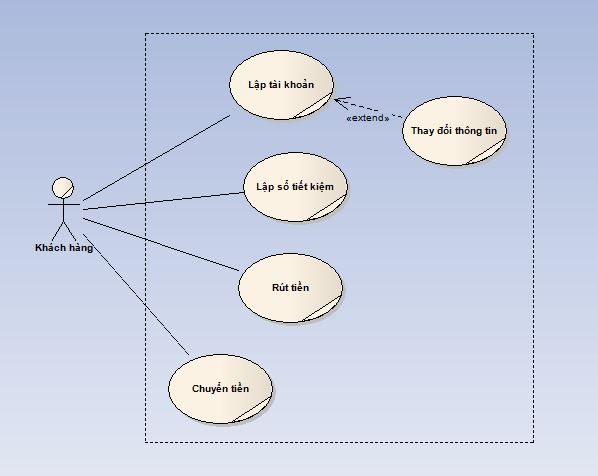 Lập tài khoản
«extend»
Thay đổi thông tin
Lập sổ tiết kiệm
Khách hàng
Rút tiền
Chuyển tiền